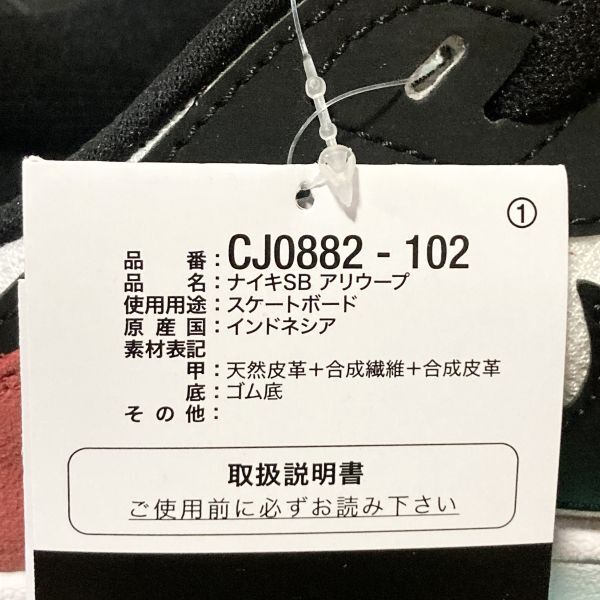 ①
品番:CJ0882 - 102
品名:ナイキSB アリウープ
使用用途:スケートボード
原産国:インドネシア
素材表記
甲:天然皮革+合成繊維+合成皮革
底:ゴム底
その他:
取扱説明書
ご使用前に必ずお読み下さい